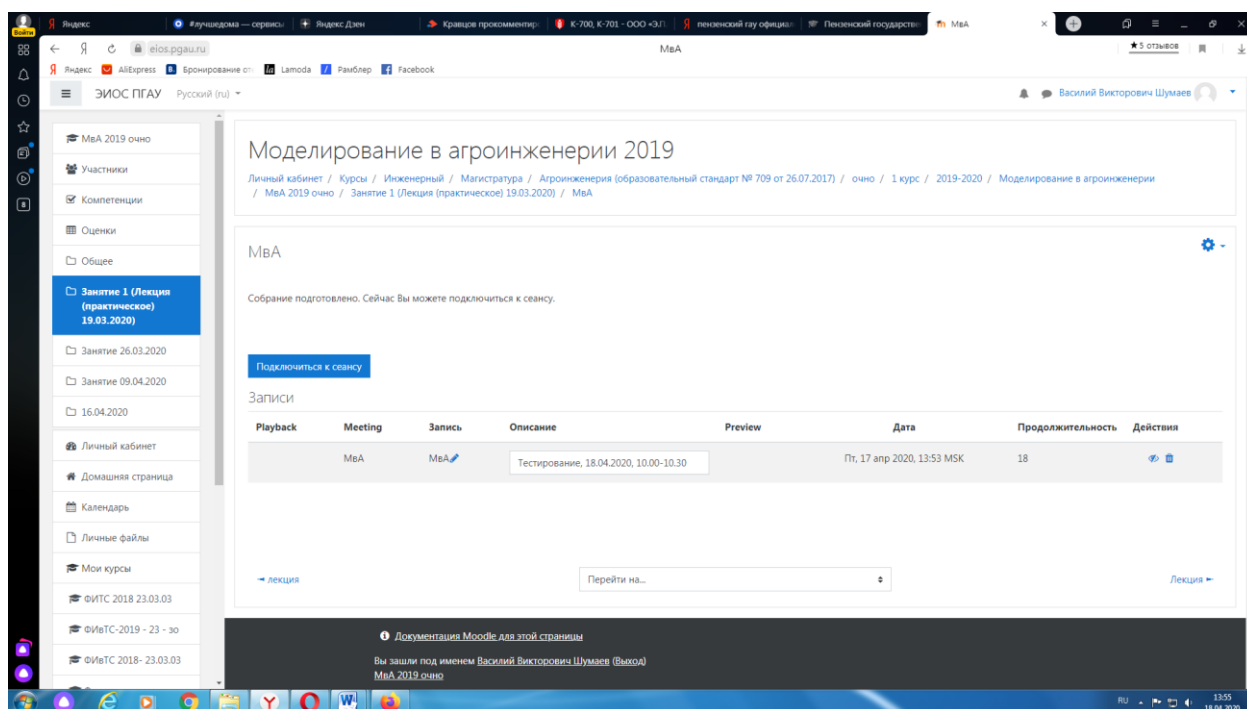 Яндекс
#лучшедома — сервисы
Яндекс.Дзен
Кравцов прокомментиро
К-700, К-701 - ООО «З.Г.
пензенский гау официал
Пензенский государстве
МвА
Войти
eios.pgau.ru
МвА
★ 5 отзывов
Яндекс
AliExpress
Бронирование от
Lamoda
Рамблер
Facebook
ЭИОС ПГАУ Русский (ru)
Василий Викторович Шумаев
МвА 2019 очно
Участники
Компетенции
Оценки
Общее
Занятие 1 (Лекция
(практическое)
19.03.2020)
Занятие 26.03.2020
Занятие 09.04.2020
16.04.2020
Личный кабинет
Домашняя страница
Календарь
Личные файлы
Мои курсы
ФИТС 2018 23.03.03
ФИвТС-2019 - 23 - зо
ФИвТС 2018- 23.03.03
Моделирование в агроинженерии 2019
Личный кабинет / Курсы / Инженерный / Магистратура / Агроинженерия (образовательный стандарт № 709 от 26.07.2017) / очно / 1 курс / 2019-2020 / Моделирование в агроинженерии
/ МвА 2019 очно / Занятие 1 (Лекция (практическое) 19.03.2020) / МвА
МвА
Собрание подготовлено. Сейчас Вы можете подключиться к сеансу.
Подключиться к сеансу
Записи
Playback Meeting Запись Описание Preview Дата Продолжительность Действия
МвА МвА Тестирование, 18.04.2020, 10.00-10.30 Пт, 17 апр 2020, 13:53 MSK 18
◄ лекция
Перейти на...
Лекция ►
Документация Moodle для этой страницы
Вы зашли под именем Василий Викторович Шумаев (Выход)
МвА 2019 очно
RU
13:55
18.04.2020